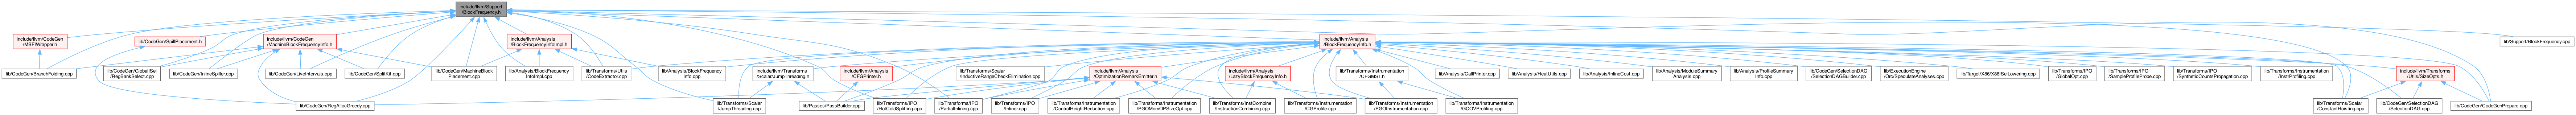 include/llvm/Support
/BlockFrequency.h
include/llvm/CodeGen
/MBFIWrapper.h
lib/CodeGen/SpillPlacement.h
include/llvm/CodeGen
/MachineBlockFrequencyInfo.h
include/llvm/Analysis
/BlockFrequencyInfoImpl.h
include/llvm/Analysis
/BlockFrequencyInfo.h
lib/Support/BlockFrequency.cpp
lib/CodeGen/BranchFolding.cpp
lib/CodeGen/GlobalISel
/RegBankSelect.cpp
lib/CodeGen/InlineSpiller.cpp
lib/CodeGen/LiveIntervals.cpp
lib/CodeGen/SplitKit.cpp
lib/CodeGen/MachineBlock
Placement.cpp
lib/Analysis/BlockFrequency
InfoImpl.cpp
lib/Transforms/Utils
/CodeExtractor.cpp
lib/Analysis/BlockFrequency
Info.cpp
include/llvm/Transforms
/Scalar/JumpThreading.h
include/llvm/Analysis
/CFGPrinter.h
lib/Transforms/Scalar
/InductiveRangeCheckElimination.cpp
include/llvm/Analysis
/OptimizationRemarkEmitter.h
include/llvm/Analysis
/LazyBlockFrequencyInfo.h
lib/Transforms/Instrumentation
/CFGMST.h
lib/Analysis/CallPrinter.cpp
lib/Analysis/HeatUtils.cpp
lib/Analysis/InlineCost.cpp
lib/Analysis/ModuleSummary
Analysis.cpp
lib/Analysis/ProfileSummary
Info.cpp
lib/CodeGen/SelectionDAG
/SelectionDAGBuilder.cpp
lib/ExecutionEngine
/Orc/SpeculateAnalyses.cpp
lib/Target/X86/X86ISelLowering.cpp
lib/Transforms/IPO
/GlobalOpt.cpp
lib/Transforms/IPO
/SampleProfileProbe.cpp
lib/Transforms/IPO
/SyntheticCountsPropagation.cpp
lib/Transforms/Instrumentation
/InstrProfiling.cpp
include/llvm/Transforms
/Utils/SizeOpts.h
lib/CodeGen/RegAllocGreedy.cpp
lib/Transforms/Scalar
/JumpThreading.cpp
lib/Passes/PassBuilder.cpp
lib/Transforms/IPO
/HotColdSplitting.cpp
lib/Transforms/IPO
/PartialInlining.cpp
lib/Transforms/IPO
/Inliner.cpp
lib/Transforms/Instrumentation
/ControlHeightReduction.cpp
lib/Transforms/Instrumentation
/PGOMemOPSizeOpt.cpp
lib/Transforms/InstCombine
/InstructionCombining.cpp
lib/Transforms/Instrumentation
/CGProfile.cpp
lib/Transforms/Instrumentation
/PGOInstrumentation.cpp
lib/Transforms/Instrumentation
/GCOVProfiling.cpp
lib/Transforms/Scalar
/ConstantHoisting.cpp
lib/CodeGen/SelectionDAG
/SelectionDAG.cpp
lib/CodeGen/CodeGenPrepare.cpp